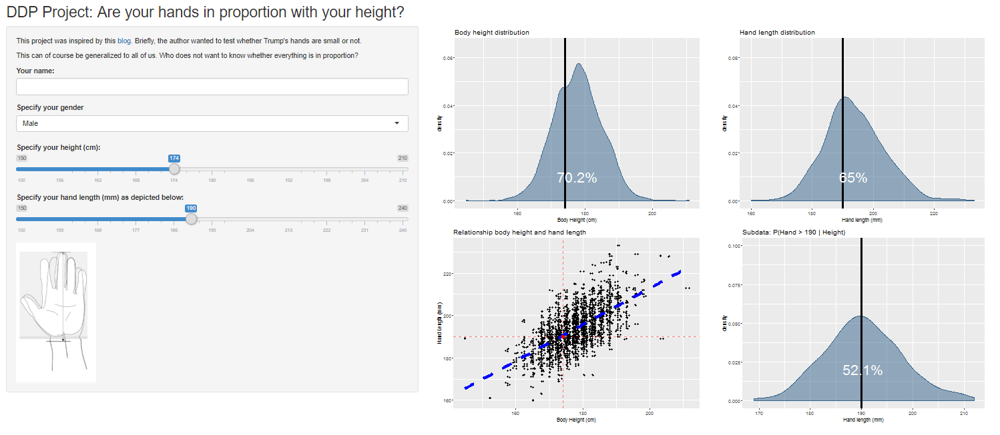 DDP Project: Are your hands in proportion with your height?
This project was inspired by this blog. Briefly, the author wanted to test whether Trump's hands are small or not.
This can of course be generalized to all of us. Who does not want to know whether everything is in proportion?
Your name:
Specify your gender
Male
Specify your height (cm):
150 174 210
150 156 162 168 174 180 186 192 198 204 210
Specify your hand length (mm) as depicted below:
150 190 240
150 159 168 177 186 195 204 213 222 231 240
Body height distribution
density
0.06
0.04
0.02
0.00
70.2%
160 180 200
Body Height (cm)
Hand length distribution
density
0.06
0.04
0.02
0.00
65%
160 180 200 220
Hand length (mm)
Relationship body height and hand length
Hand Length (mm)
220
200
180
160
160 180 200
Body Height (cm)
Subdata: P(Hand > 190 | Height)
density
0.100
0.075
0.050
0.025
0.000
52.1%
170 180 190 200 210
Hand length (mm)